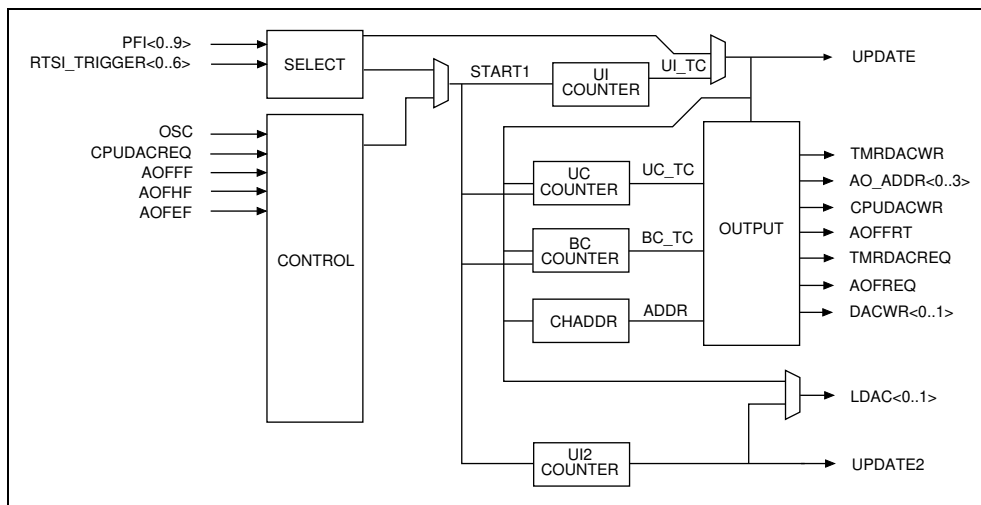 PFI<0..9>
RTSI_TRIGGER<0..6>
SELECT
OSC
CPUDACREQ
AOFFF
AOFHF
AOFEF
CONTROL
START1
UI
COUNTER
UI_TC
UPDATE
UC
COUNTER
UC_TC
BC
COUNTER
BC_TC
CHADDR
ADDR
OUTPUT
TMRDACWR
AO_ADDR<0..3>
CPUDACWR
AOFFRT
TMRDACREQ
AOFREQ
DACWR<0..1>
LDAC<0..1>
UI2
COUNTER
UPDATE2